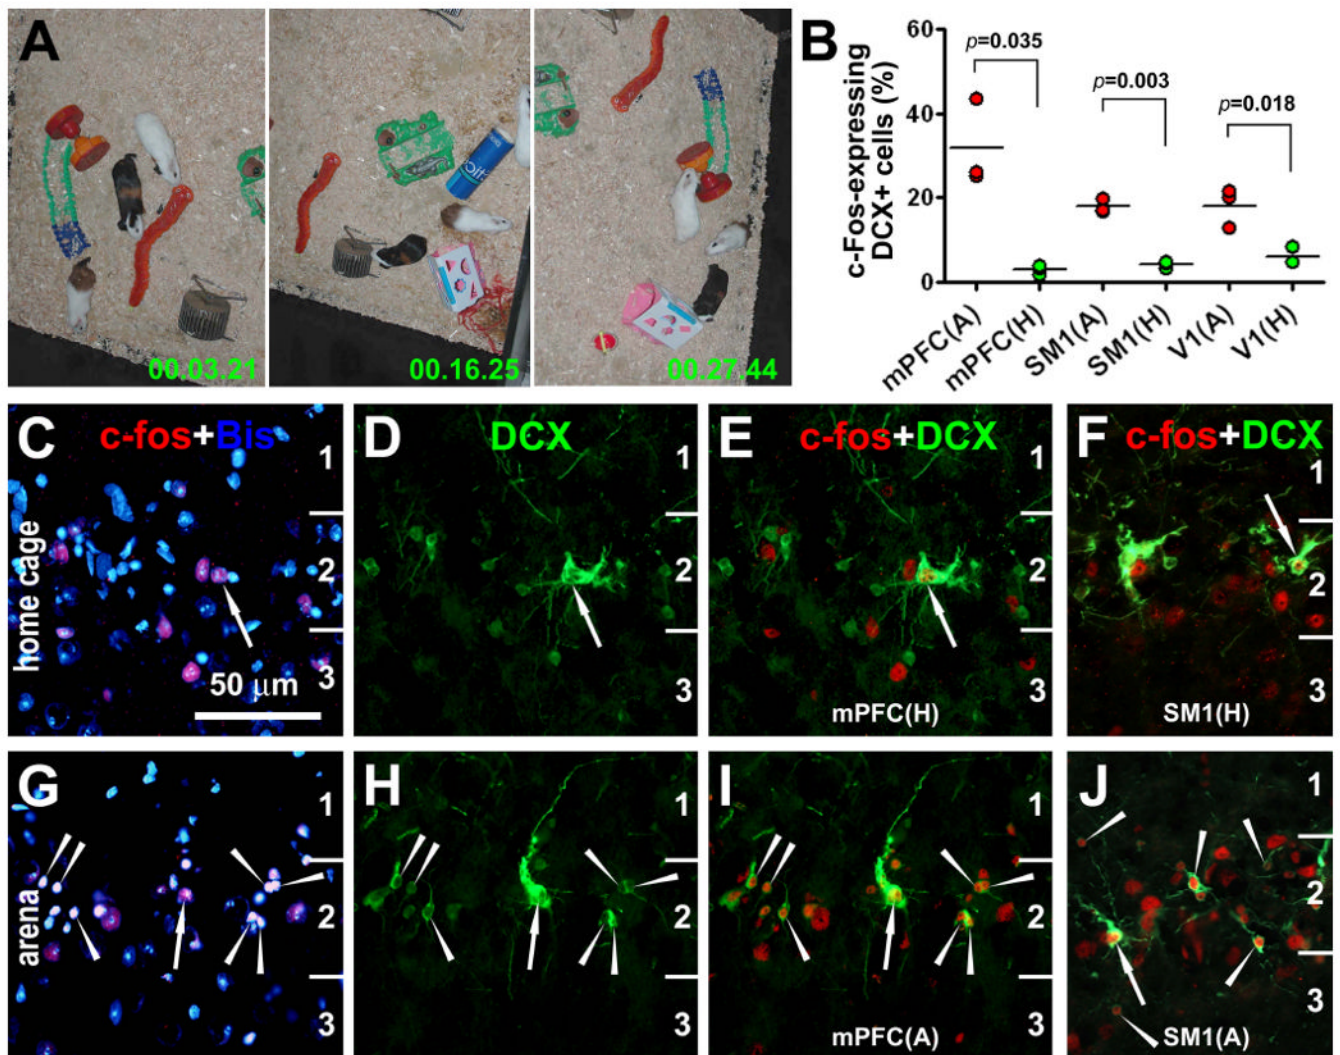 A
00.03.21
00.16.25
00.27.44
ctic
B
c-Fos-expressing
DCX+ cells (%)
60
40
20
0
p=0.035
p=0.003
p=0.018
mPFC(A)
mPFC(H)
SM1(A)
SM1(H)
V1(A)
V1(H)
home cage
C
c-fos+Bis
1
2
3
50 μm
D
DCX
1
2
3
E
c-fos+DCX
1
2
3
mPFC(H)
F
c-fos+DCX
1
2
3
SM1(H)
arena
G
1
2
3
H
1
2
3
I
1
2
3
mPFC(A)
J
1
2
3
SM1(A)